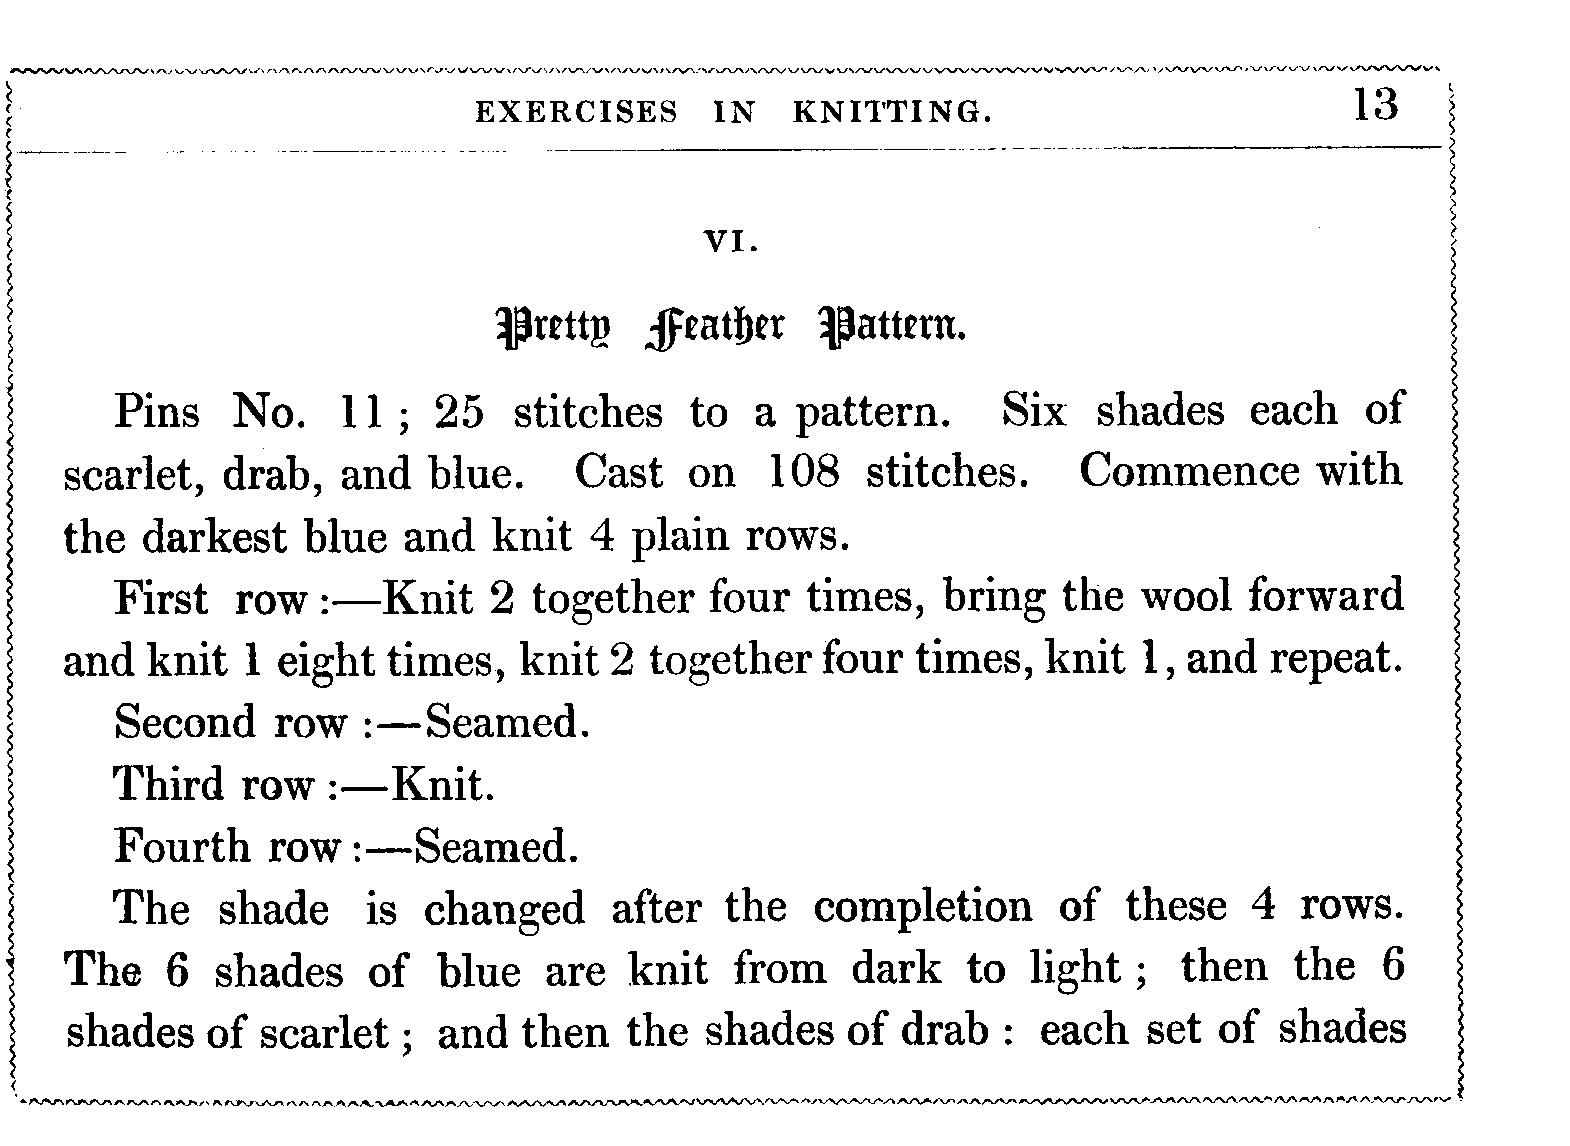 EXERCISES IN KNITTING. 13
VI.
Pretty Feather Pattern.
Pins No. 11; 25 stitches to a pattern. Six shades each of
scarlet, drab, and blue. Cast on 108 stitches. Commence with
the darkest blue and knit 4 plain rows.
First row:—Knit 2 together four times, bring the wool forward
and knit 1 eight times, knit 2 together four times, knit 1, and repeat.
Second row:—Seamed.
Third row:—Knit.
Fourth row:—Seamed.
The shade is changed after the completion of these 4 rows.
The 6 shades of blue are knit from dark to light; then the 6
shades of scarlet; and then the shades of drab: each set of shades